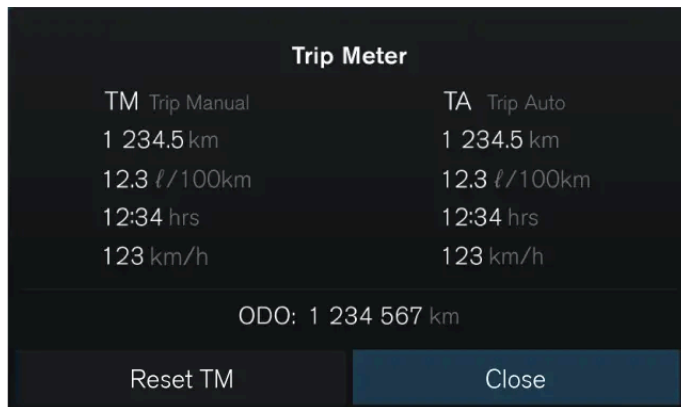 Trip Meter
TM Trip Manual
1 234.5 km
12.3 ℓ/100km
12:34 hrs
123 km/h
TA Trip Auto
1 234.5 km
12.3 ℓ/100km
12:34 hrs
123 km/h
ODO: 1 234 567 km
Reset TM
Close